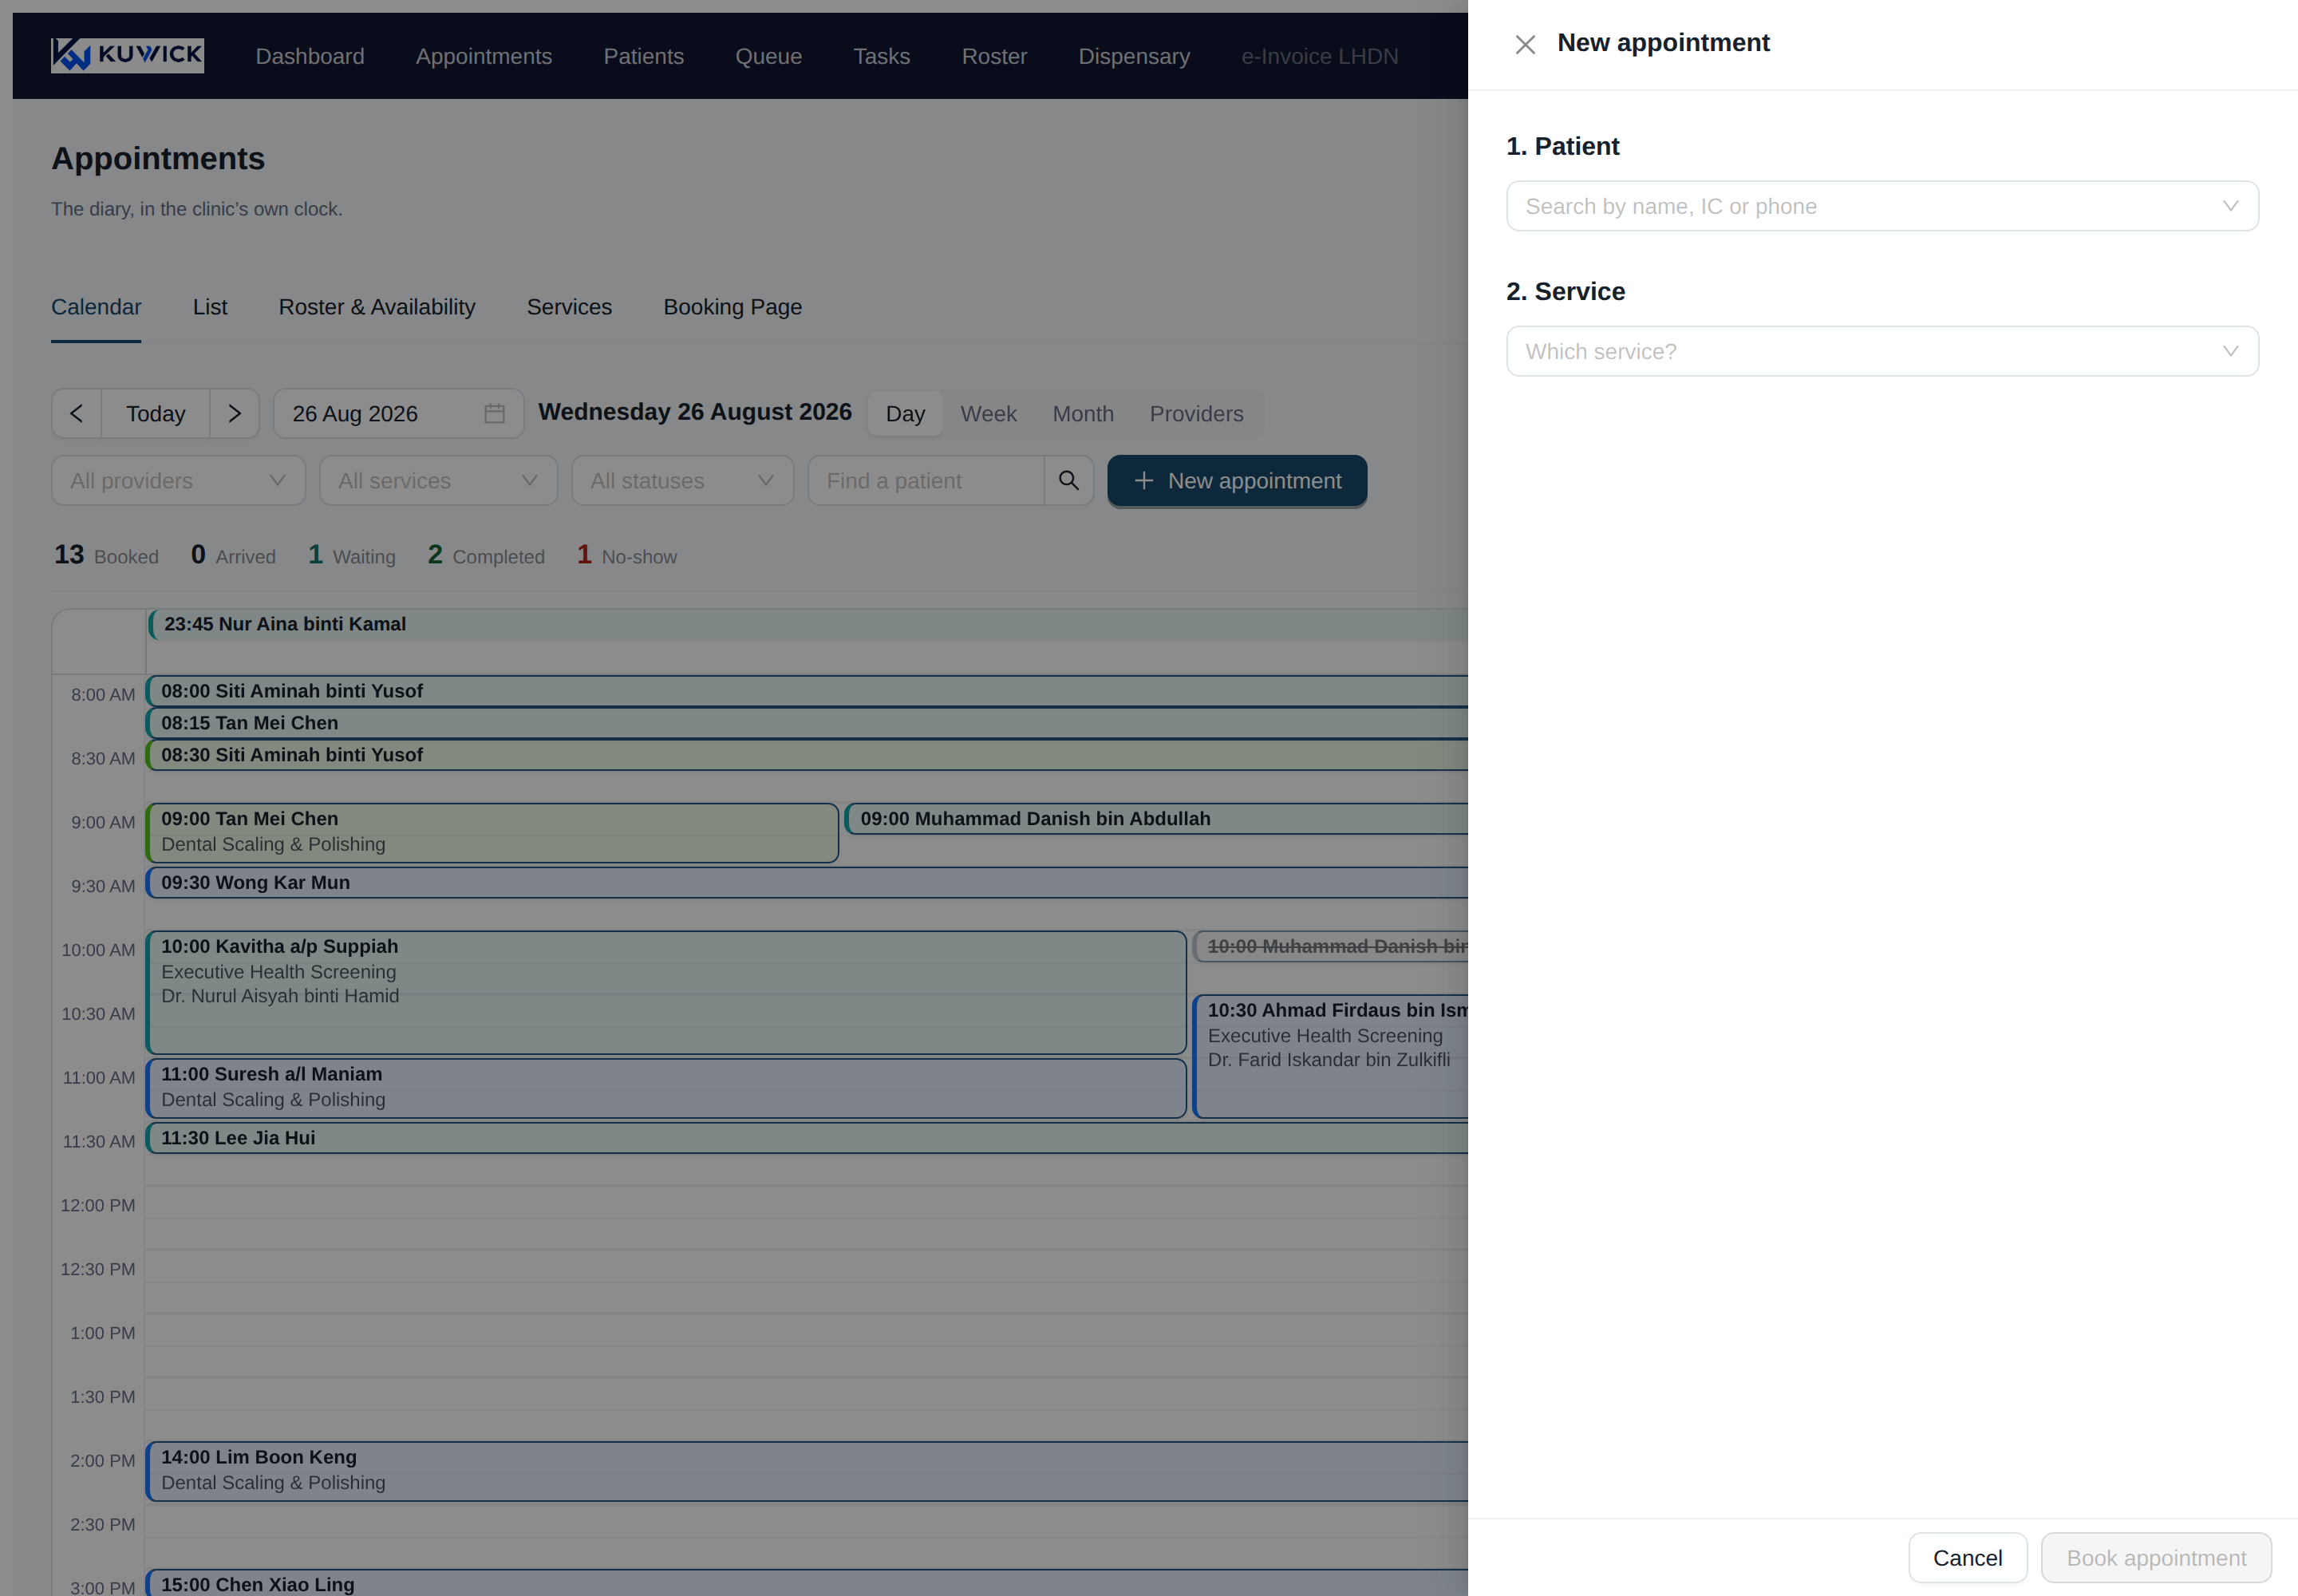 KUWICK
Dashboard Appointments Patients Queue Tasks Roster Dispensary e-Invoice LHDN
Appointments
The diary, in the clinic's own clock.
Calendar List Roster & Availability Services Booking Page
Today 26 Aug 2026 Wednesday 26 August 2026 Day Week Month Providers
All providers All services All statuses Find a patient New appointment
13 Booked 0 Arrived 1 Waiting 2 Completed 1 No-show
23:45 Nur Aina binti Kamal
8:00 AM 08:00 Siti Aminah binti Yusof
08:15 Tan Mei Chen
8:30 AM 08:30 Siti Aminah binti Yusof
9:00 AM 09:00 Tan Mei Chen 09:00 Muhammad Danish bin Abdullah
Dental Scaling & Polishing
9:30 AM 09:30 Wong Kar Mun
10:00 AM 10:00 Kavitha a/p Suppiah 10:00 Muhammad Danish bin
Executive Health Screening
Dr. Nurul Aisyah binti Hamid
10:30 AM 10:30 Ahmad Firdaus bin Ism
Executive Health Screening
Dr. Farid Iskandar bin Zulkifli
11:00 AM 11:00 Suresh a/l Maniam
Dental Scaling & Polishing
11:30 AM 11:30 Lee Jia Hui
12:00 PM
12:30 PM
1:00 PM
1:30 PM
2:00 PM 14:00 Lim Boon Keng
Dental Scaling & Polishing
2:30 PM
3:00 PM 15:00 Chen Xiao Ling
New appointment
1. Patient
Search by name, IC or phone
2. Service
Which service?
Cancel Book appointment